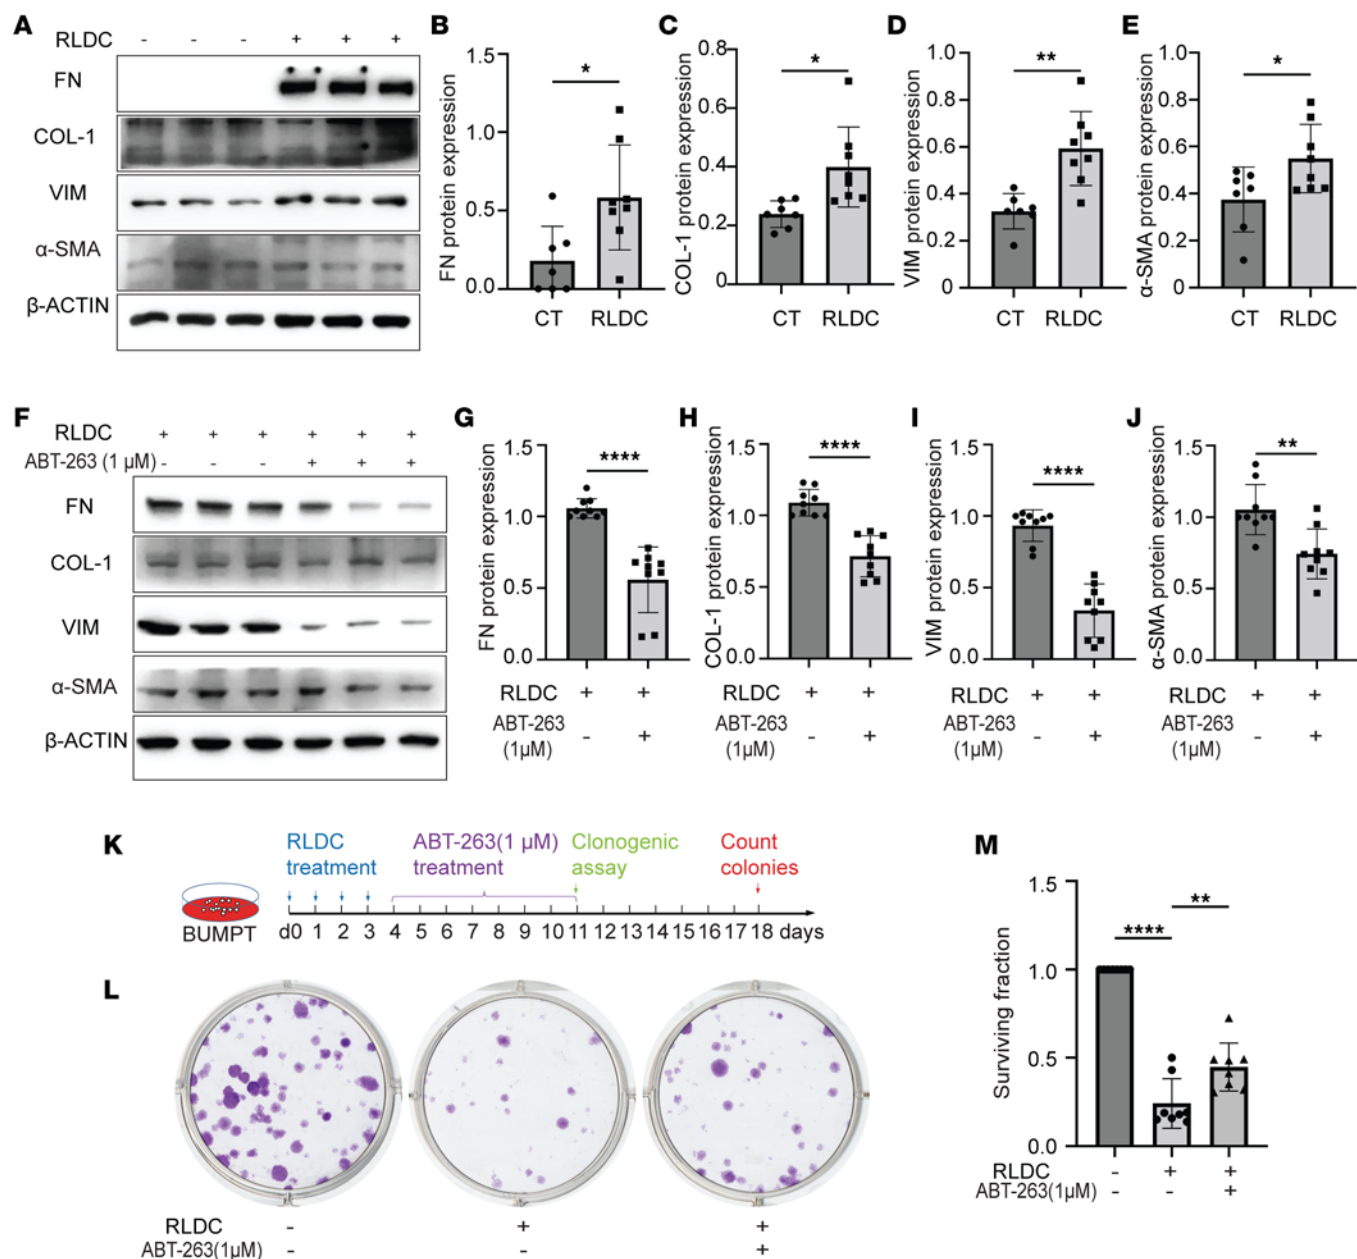 A
RLDC - - - + + +
FN
COL-1
VIM
α-SMA
β-ACTIN
B
*
FN protein expression
1.5
1.0
0.5
0.0
CT RLDC
C
*
COL-1 protein expression
0.8
0.6
0.4
0.2
0
CT RLDC
D
**
VIM protein expression
1.0
0.8
0.6
0.4
0.2
0
CT RLDC
E
*
α-SMA protein expression
1.0
0.8
0.6
0.4
0.2
0
CT RLDC
F
RLDC + + + + + +
ABT-263 (1 µM) - - - + + +
FN
COL-1
VIM
α-SMA
β-ACTIN
G
****
FN protein expression
1.5
1.0
0.5
0.0
RLDC + +
ABT-263 - +
(1µM)
H
****
COL-1 protein expression
1.5
1.0
0.5
0.0
RLDC + +
ABT-263 - +
(1µM)
I
****
VIM protein expression
1.5
1.0
0.5
0.0
RLDC + +
ABT-263 - +
(1µM)
J
**
α-SMA protein expression
1.5
1.0
0.5
0.0
RLDC + +
ABT-263 - +
(1µM)
K
RLDC
treatment
ABT-263(1 µM)
treatment
Clonogenic
assay
Count
colonies
BUMPT
d0 1 2 3 4 5 6 7 8 9 10 11 12 13 14 15 16 17 18 days
L
RLDC - + +
ABT-263(1µM) - - +
M
**
****
Surviving fraction
1.5
1.0
0.5
0.0
RLDC - + +
ABT-263(1µM) - - +